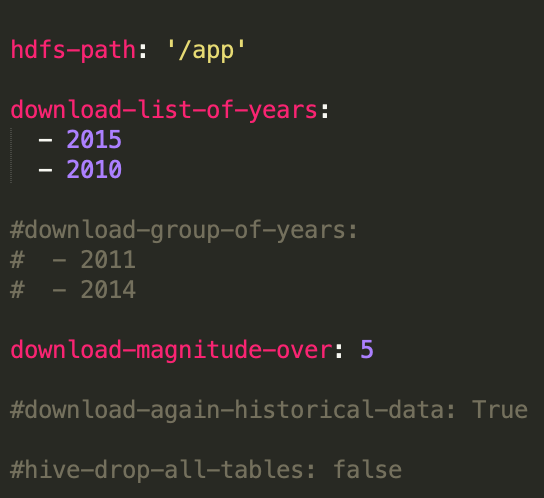 hdfs-path: '/app'
download-list-of-years:
  - 2015
  - 2010
#download-group-of-years:
#  - 2011
#  - 2014
download-magnitude-over: 5
#download-again-historical-data: True
#hive-drop-all-tables: false